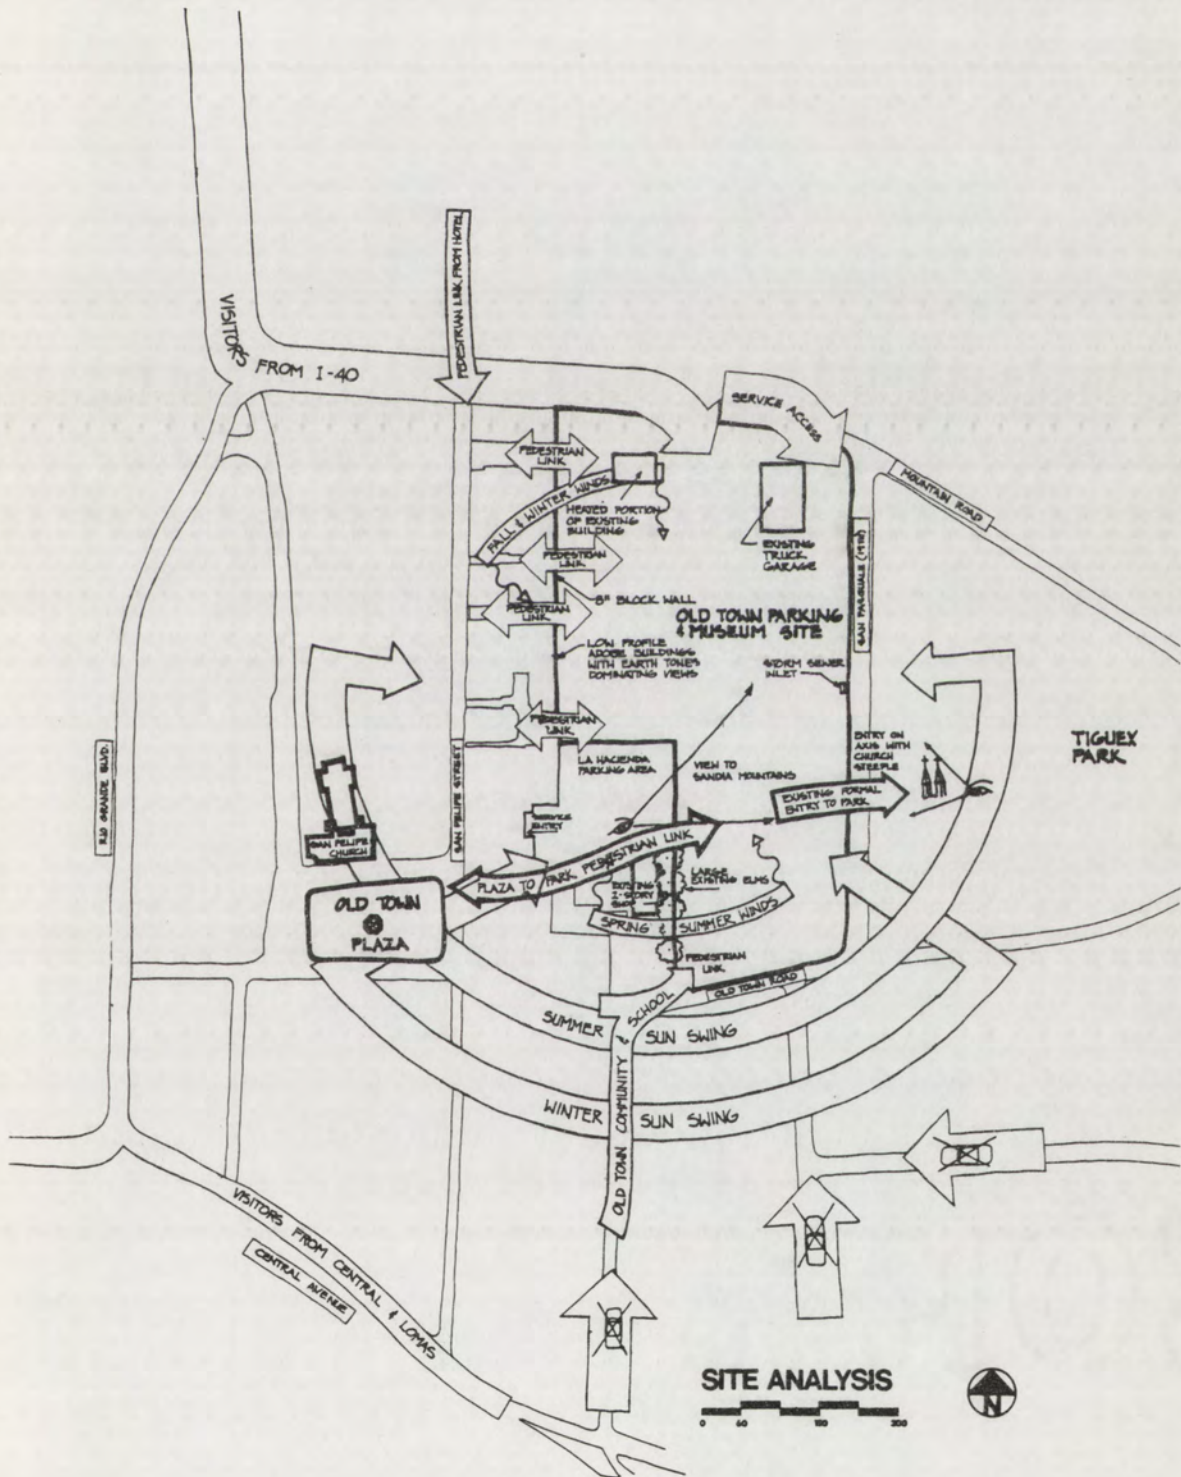 PEDESTRIAN LINK FROM HOTEL
VISITORS FROM I-40
SERVICE ACCESS
PEDESTRIAN
LINK
FALL & WINTER WINDS
HEATED PORTION
OF EXISTING
BUILDING
EXISTING
TRUCK
GARAGE
MOUNTAIN ROAD
PEDESTRIAN
LINK
8" BLOCK WALL
PEDESTRIAN
LINK
OLD TOWN PARKING
& MUSEUM SITE
SAN PASQUALE (19TH)
LOW PROFILE
ADOBE BUILDINGS
WITH EARTH TONES
DOMINATING VIEWS
STORM SEWER
INLET
PEDESTRIAN
LINK
RIO GRANDE BLVD.
SAN FELIPE STREET
LA HACIENDA
PARKING AREA
VIEW TO
SANDIA MOUNTAINS
ENTRY ON
AXIS WITH
CHURCH
STEEPLE
TIGUEX
PARK
EXISTING FORMAL
ENTRY TO PARK
SERVICE
ENTRY
SAN FELIPE
CHURCH
PLAZA TO PARK PEDESTRIAN LINK
OLD TOWN
PLAZA
EXISTING
1-STORY
LARGE
EXISTING ELMS
SPRING & SUMMER WINDS
PEDESTRIAN
LINK
OLD TOWN ROAD
SUMMER SUN SWING
WINTER SUN SWING
OLD TOWN COMMUNITY & SCHOOL
VISITORS FROM CENTRAL & LOMAS
CENTRAL AVENUE
SITE ANALYSIS
N